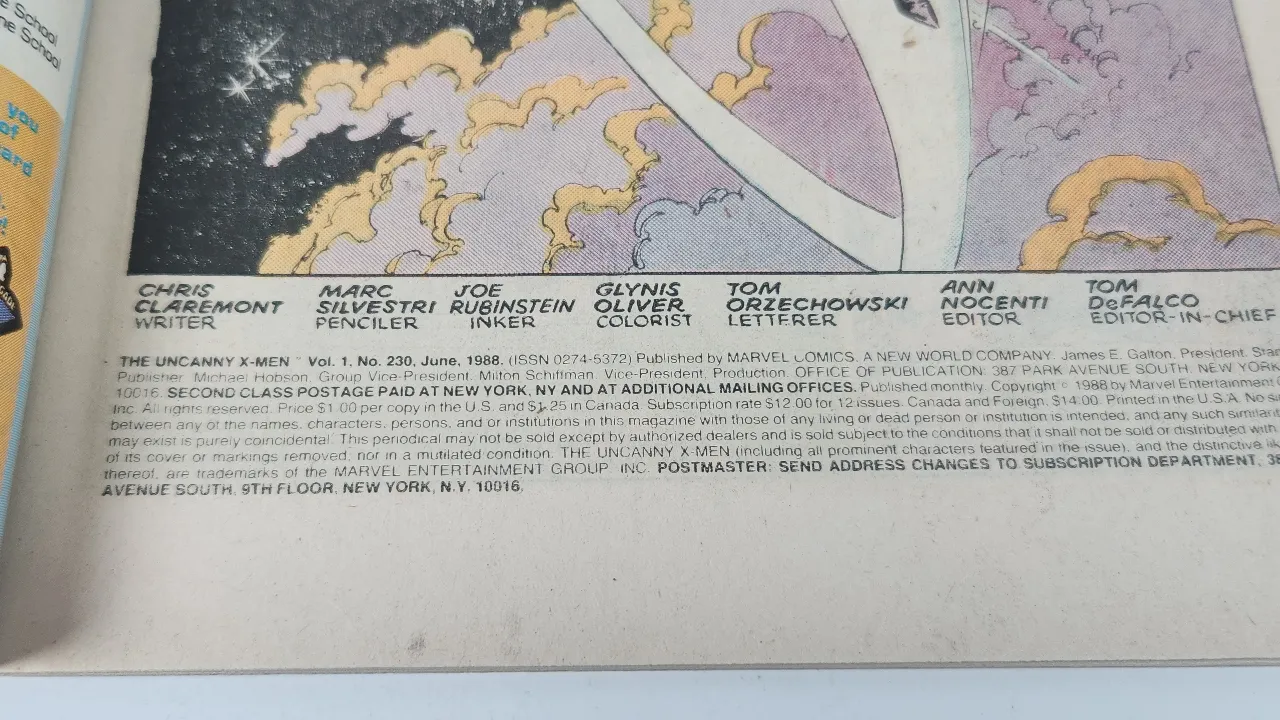 School
School
you
of
ard
CHRIS CLAREMONT WRITER
MARC SILVESTRI PENCILER
JOE RUBINSTEIN INKER
GLYNIS OLIVER COLORIST
TOM ORZECHOWSKI LETTERER
ANN NOCENTI EDITOR
TOM DeFALCO EDITOR-IN-CHIEF
THE UNCANNY X-MEN™ Vol. 1, No. 230, June, 1988. (ISSN 0274-5372) Published by MARVEL COMICS. A NEW WORLD COMPANY. James E. Galton, President. Stan
Publisher. Michael Hobson, Group Vice-President. Milton Schiffman, Vice-President, Production. OFFICE OF PUBLICATION: 387 PARK AVENUE SOUTH, NEW YORK
10016. SECOND CLASS POSTAGE PAID AT NEW YORK, NY AND AT ADDITIONAL MAILING OFFICES. Published monthly. Copyright © 1988 by Marvel Entertainment
Inc. All rights reserved. Price $1.00 per copy in the U.S. and $1.25 in Canada. Subscription rate $12.00 for 12 issues. Canada and Foreign, $14.00. Printed in the U.S.A. No
between any of the names, characters, persons, and/or institutions in this magazine with those of any living or dead person or institution is intended, and any such
may exist is purely coincidental. This periodical may not be sold except by authorized dealers and is sold subject to the conditions that it shall not be sold or distributed with
of its cover or markings removed, nor in a mutilated condition. THE UNCANNY X-MEN (including all prominent characters featured in the issue), and the distinctive
thereof, are trademarks of the MARVEL ENTERTAINMENT GROUP, INC. POSTMASTER: SEND ADDRESS CHANGES TO SUBSCRIPTION DEPARTMENT, 38
AVENUE SOUTH, 9TH FLOOR, NEW YORK, N.Y. 10016.